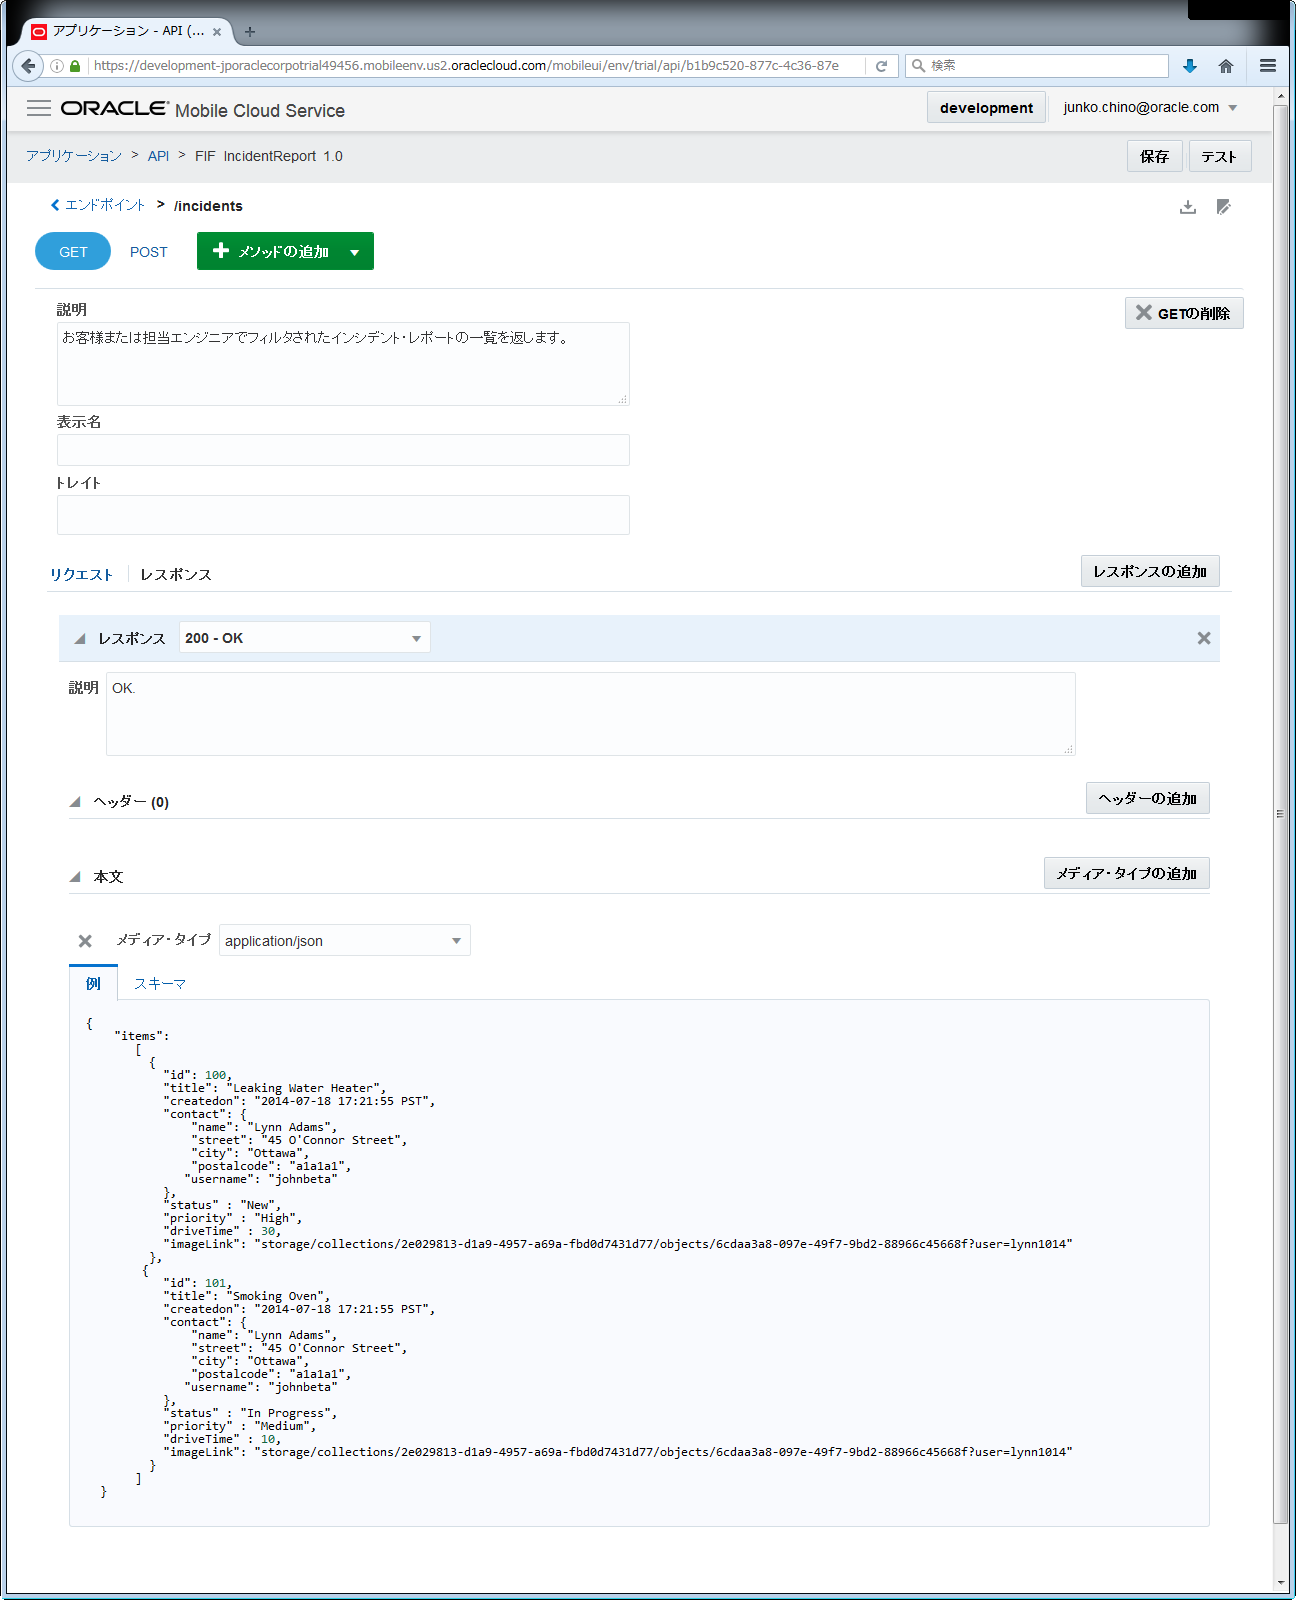 アプリケーション - API (...
https://development-jporaclecorpotrial49456.mobileenv.us2.oraclecloud.com/mobileui/env/trial/api/b1b9c520-877c-4c36-87e
検索
ORACLE Mobile Cloud Service
development
junko.chino@oracle.com
アプリケーション > API > FIF IncidentReport 1.0
保存
テスト
エンドポイント > /incidents
GET
POST
メソッドの追加
説明
GETの削除
お客様または担当エンジニアでフィルタされたインシデント・レポートの一覧を返します。
表示名
トレイト
リクエスト
レスポンス
レスポンスの追加
レスポンス
200 - OK
説明
OK.
ヘッダー (0)
ヘッダーの追加
本文
メディア・タイプの追加
メディア・タイプ
application/json
例
スキーマ
{
"items":
[
{
"id": 100,
"title": "Leaking Water Heater",
"createdon": "2014-07-18 17:21:55 PST",
"contact": {
"name": "Lynn Adams",
"street": "45 O'Connor Street",
"city": "Ottawa",
"postalcode": "a1a1a1",
"username": "johnbeta"
},
"status" : "New",
"priority" : "High",
"driveTime" : 30,
"imageLink": "storage/collections/2e029813-d1a9-4957-a69a-fbd0d7431d77/objects/6cdaa3a8-097e-49f7-9bd2-88966c45668f?user=lynn1014"
},
{
"id": 101,
"title": "Smoking Oven",
"createdon": "2014-07-18 17:21:55 PST",
"contact": {
"name": "Lynn Adams",
"street": "45 O'Connor Street",
"city": "Ottawa",
"postalcode": "a1a1a1",
"username": "johnbeta"
},
"status" : "In Progress",
"priority" : "Medium",
"driveTime" : 10,
"imageLink": "storage/collections/2e029813-d1a9-4957-a69a-fbd0d7431d77/objects/6cdaa3a8-097e-49f7-9bd2-88966c45668f?user=lynn1014"
}
]
}